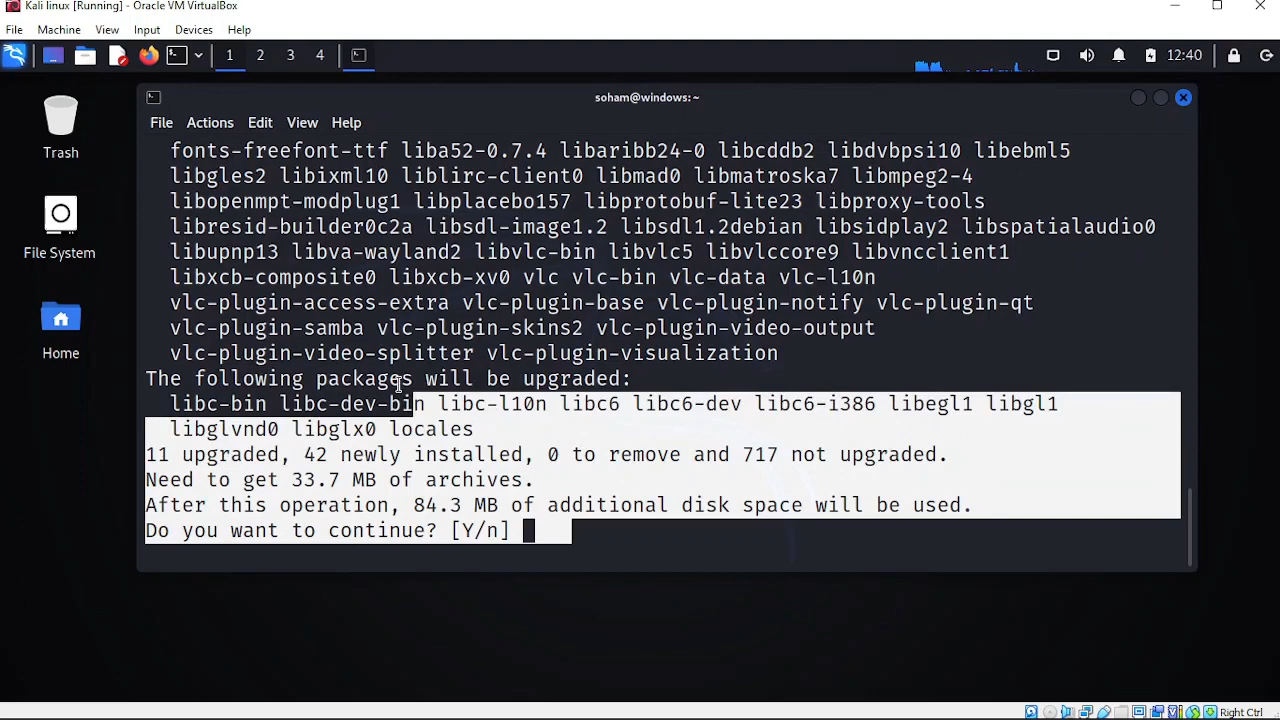 Kali linux [Running] - Oracle VM VirtualBox
File Machine View Input Devices Help
1 2 3 4 12:40
soham@windows:~
File Actions Edit View Help
Trash
File System
Home
fonts-freefont-ttf liba52-0.7.4 libaribb24-0 libcddb2 libdvbpsi10 libebml5
libgles2 libixml10 liblirc-client0 libmad0 libmatroska7 libmpeg2-4
libopenmpt-modplug1 libplacebo157 libprotobuf-lite23 libproxy-tools
libresid-builder0c2a libsdl-image1.2 libsdl1.2debian libsidplay2 libspatialaudio0
libupnp13 libva-wayland2 libvlc-bin libvlc5 libvlccore9 libvncclient1
libxcb-composite0 libxcb-xv0 vlc vlc-bin vlc-data vlc-l10n
vlc-plugin-access-extra vlc-plugin-base vlc-plugin-notify vlc-plugin-qt
vlc-plugin-samba vlc-plugin-skins2 vlc-plugin-video-output
vlc-plugin-video-splitter vlc-plugin-visualization
The following packages will be upgraded:
libc-bin libc-dev-bin libc-l10n libc6 libc6-dev libc6-i386 libegl1 libgl1
libglvnd0 libglx0 locales
11 upgraded, 42 newly installed, 0 to remove and 717 not upgraded.
Need to get 33.7 MB of archives.
After this operation, 84.3 MB of additional disk space will be used.
Do you want to continue? [Y/n]
Right Ctrl